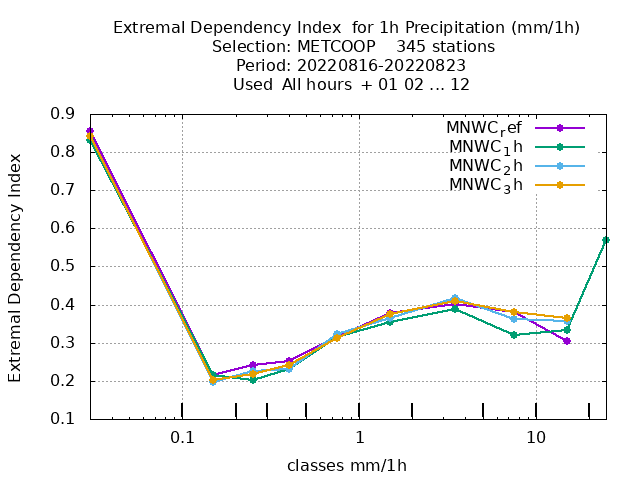 Extremal Dependency Index  for 1h Precipitation (mm/1h)
Selection: METCOOP    345 stations
Period: 20220816-20220823
Used  All hours  + 01 02 ... 12
MNWC_ref
MNWC_1h
MNWC_2h
MNWC_3h
Extremal Dependency Index
0.9
0.8
0.7
0.6
0.5
0.4
0.3
0.2
0.1
0.1 1 10
classes mm/1h